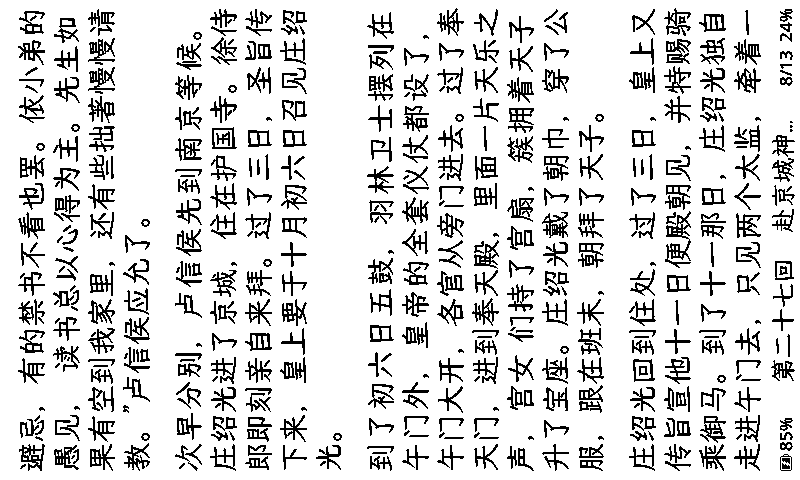 避忌，有的禁书不看也罢。依小弟的
愚见，读书总以心得为主。先生如
果有空到我家里，还有些拙著慢慢请
教。”卢信侯应允了。
次早分别，卢信侯先到南京等候。
庄绍光进了京城，住在护国寺。徐侍
郎即刻亲自来拜。过了三日，圣旨传
下来，皇上要于十月初六日召见庄绍
光。
到了初六日五鼓，羽林卫士摆列在
午门外，皇帝的全套仪仗都设了，
午门大开，各官从旁门进去。过了奉
天门，进到奉天殿，里面一片天乐之
声，宫女们持了宫扇，簇拥着天子
升了宝座。庄绍光戴了朝巾，穿了公
服，跟在班末，朝拜了天子。
庄绍光回到住处，过了三日，皇上又
传旨宣他十一日便殿朝见，并特赐骑
乘御马。到了十一那日，庄绍光独自
走进午门去，只见两个太监，牵着一
85% 第二十七回 赴京城神... 8/13 24%